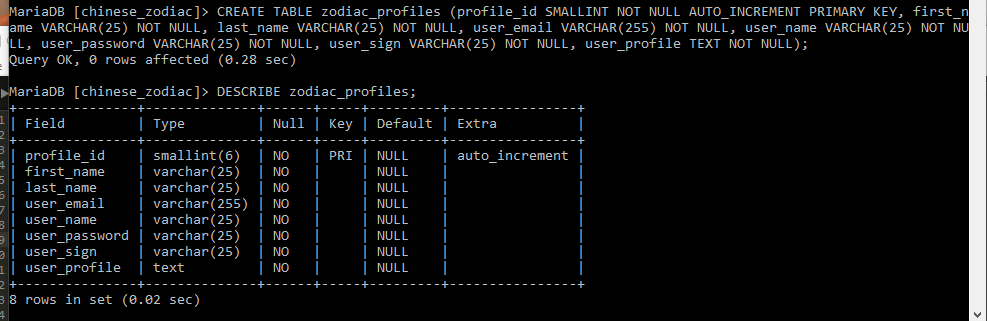 MariaDB [chinese_zodiac]> CREATE TABLE zodiac_profiles (profile_id SMALLINT NOT NULL AUTO_INCREMENT PRIMARY KEY, first_n
ame VARCHAR(25) NOT NULL, last_name VARCHAR(25) NOT NULL, user_email VARCHAR(255) NOT NULL, user_name VARCHAR(25) NOT NU
LL, user_password VARCHAR(25) NOT NULL, user_sign VARCHAR(25) NOT NULL, user_profile TEXT NOT NULL);
Query OK, 0 rows affected (0.28 sec)

MariaDB [chinese_zodiac]> DESCRIBE zodiac_profiles;
+---------------+--------------+------+-----+---------+----------------+
| Field         | Type         | Null | Key | Default | Extra          |
+---------------+--------------+------+-----+---------+----------------+
| profile_id    | smallint(6)  | NO   | PRI | NULL    | auto_increment |
| first_name    | varchar(25)  | NO   |     | NULL    |                |
| last_name     | varchar(25)  | NO   |     | NULL    |                |
| user_email    | varchar(255) | NO   |     | NULL    |                |
| user_name     | varchar(25)  | NO   |     | NULL    |                |
| user_password | varchar(25)  | NO   |     | NULL    |                |
| user_sign     | varchar(25)  | NO   |     | NULL    |                |
| user_profile  | text         | NO   |     | NULL    |                |
+---------------+--------------+------+-----+---------+----------------+
8 rows in set (0.02 sec)